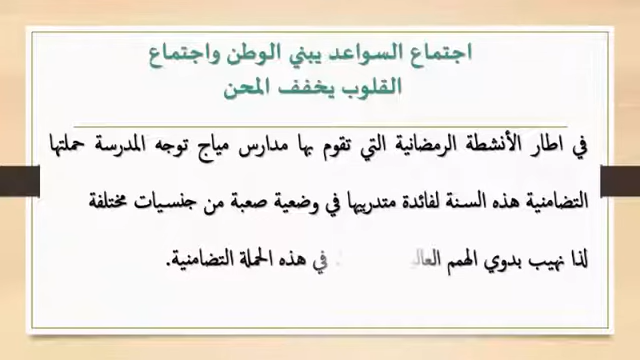 اجتماع السواعد يبني الوطن واجتماع
القلوب يخفف المحن
في اطار الأنشطة الرمضانية التي تقوم بها مدارس مياج توجه المدرسة حملتها
التضامنية هذه السنة لفائدة متدربيها في وضعية صعبة من جنسيات مختلفة
لذا نهيب بدوي الهمم في هذه الحملة التضامنية.